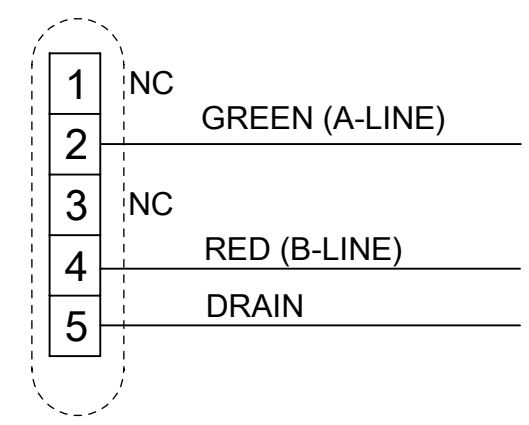 1 NC
GREEN (A-LINE)
2
3 NC
RED (B-LINE)
4
DRAIN
5